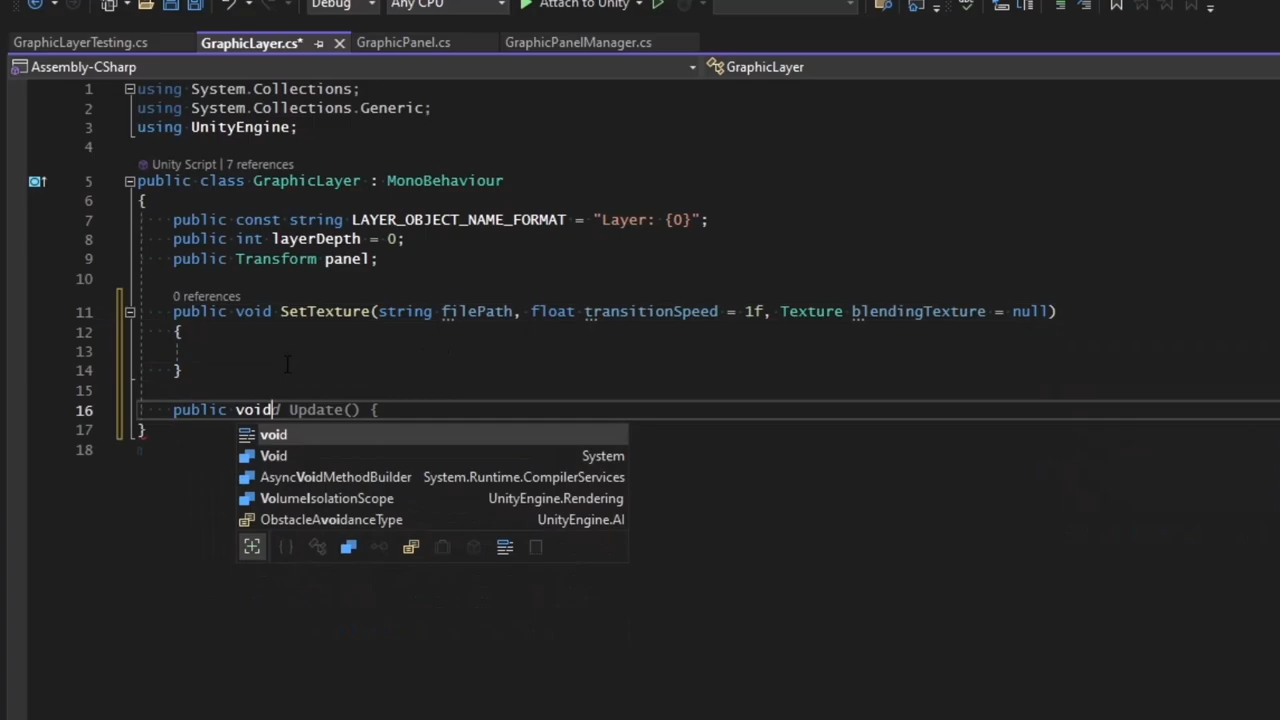 Debug Any CPU Attach to Unity
GraphicLayerTesting.cs GraphicLayer.cs* GraphicPanel.cs GraphicPanelManager.cs
Assembly-CSharp GraphicLayer
1 using System.Collections;
2 using System.Collections.Generic;
3 using UnityEngine;
4
Unity Script | 7 references
5 public class GraphicLayer : MonoBehaviour
6 {
7 public const string LAYER_OBJECT_NAME_FORMAT = "Layer: {0}";
8 public int layerDepth = 0;
9 public Transform panel;
10
0 references
11 public void SetTexture(string filePath, float transitionSpeed = 1f, Texture blendingTexture = null)
12 {
13
14 }
15
16 public void Update() {
17 }
18
void
Void System
AsyncVoidMethodBuilder System.Runtime.CompilerServices
VolumeIsolationScope UnityEngine.Rendering
ObstacleAvoidanceType UnityEngine.AI